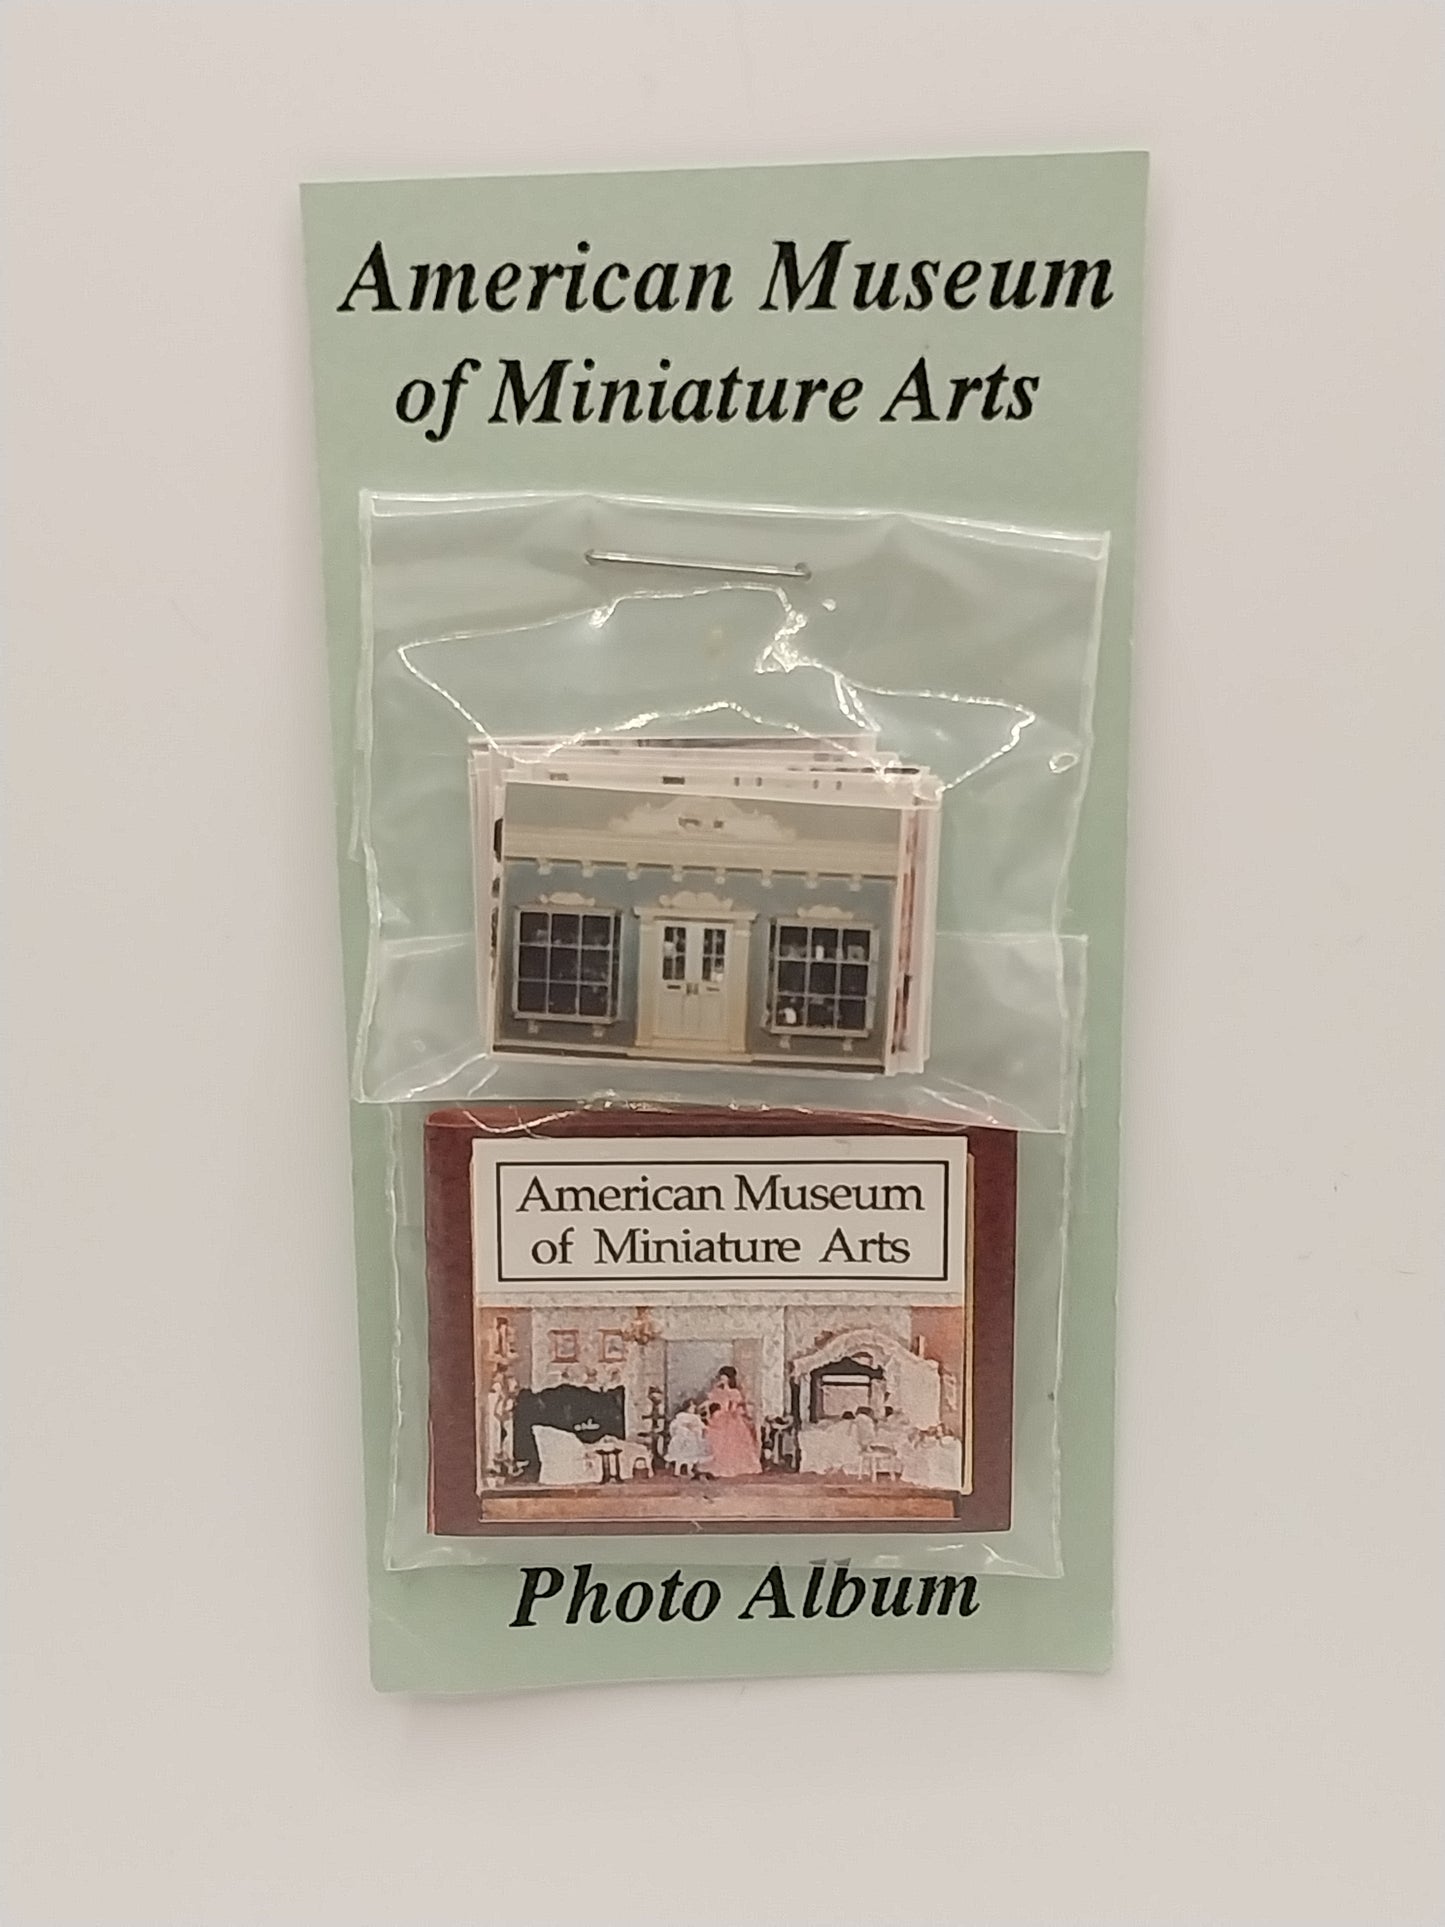 American Museum
of Miniature Arts
American Museum
of Miniature Arts
Photo Album